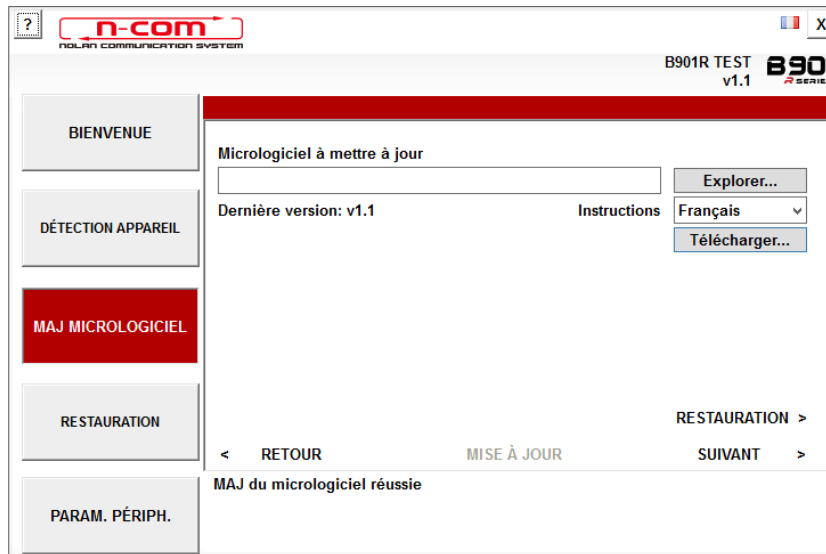 ?
n-com
NOLAN COMMUNICATION SYSTEM
X
B901R TEST
v1.1
B90
R SERIE
BIENVENUE
DÉTECTION APPAREIL
MAJ MICROLOGICIEL
RESTAURATION
PARAM. PÉRIPH.
Micrologiciel à mettre à jour
Explorer...
Dernière version: v1.1
Instructions
Français
Télécharger...
RESTAURATION >
< RETOUR
MISE À JOUR
SUIVANT >
MAJ du micrologiciel réussie